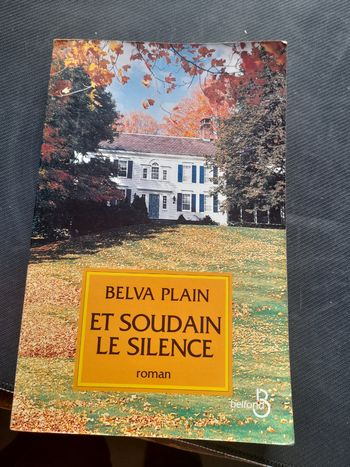 BELVA PLAIN
ET SOUDAIN
LE SILENCE
roman
belfond